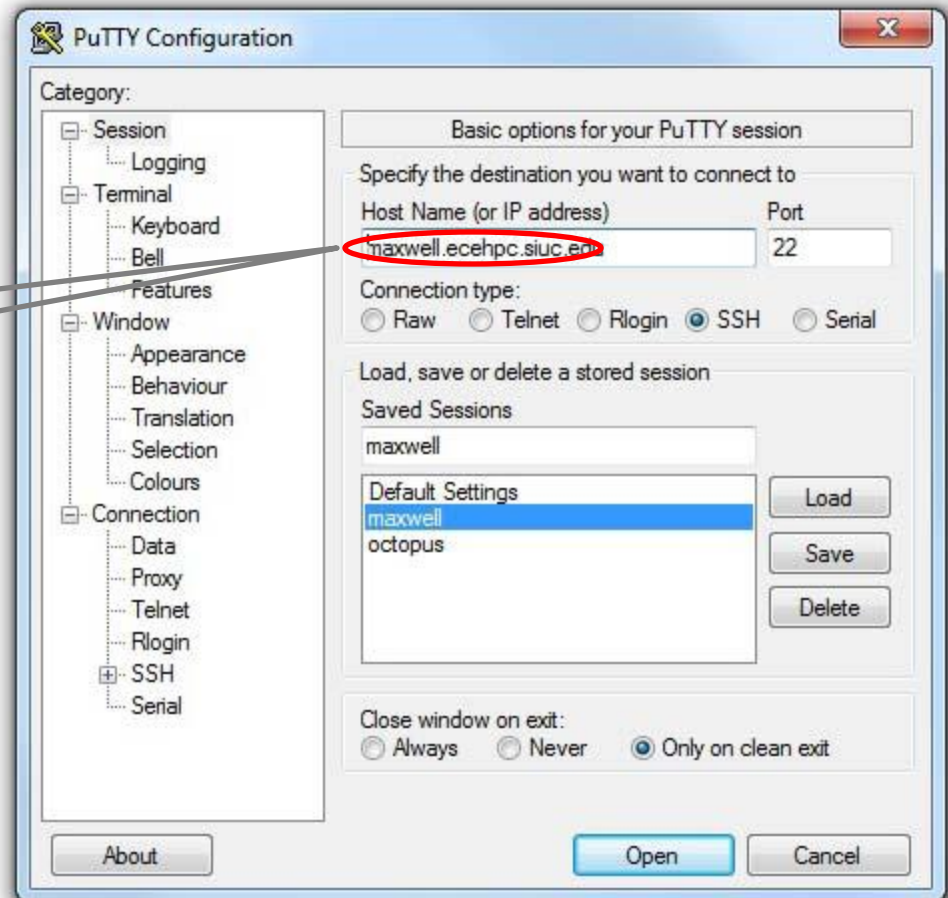 PuTTY Configuration
Category:
Session
Logging
Terminal
Keyboard
Bell
Features
Window
Appearance
Behaviour
Translation
Selection
Colours
Connection
Data
Proxy
Telnet
Rlogin
SSH
Serial
Basic options for your PuTTY session
Specify the destination you want to connect to
Host Name (or IP address) Port
maxwell.ecehpc.siuc.edu 22
Connection type:
Raw Telnet Rlogin SSH Serial
Load, save or delete a stored session
Saved Sessions
maxwell
Default Settings
maxwell
octopus
Load
Save
Delete
Close window on exit:
Always Never Only on clean exit
About Open Cancel